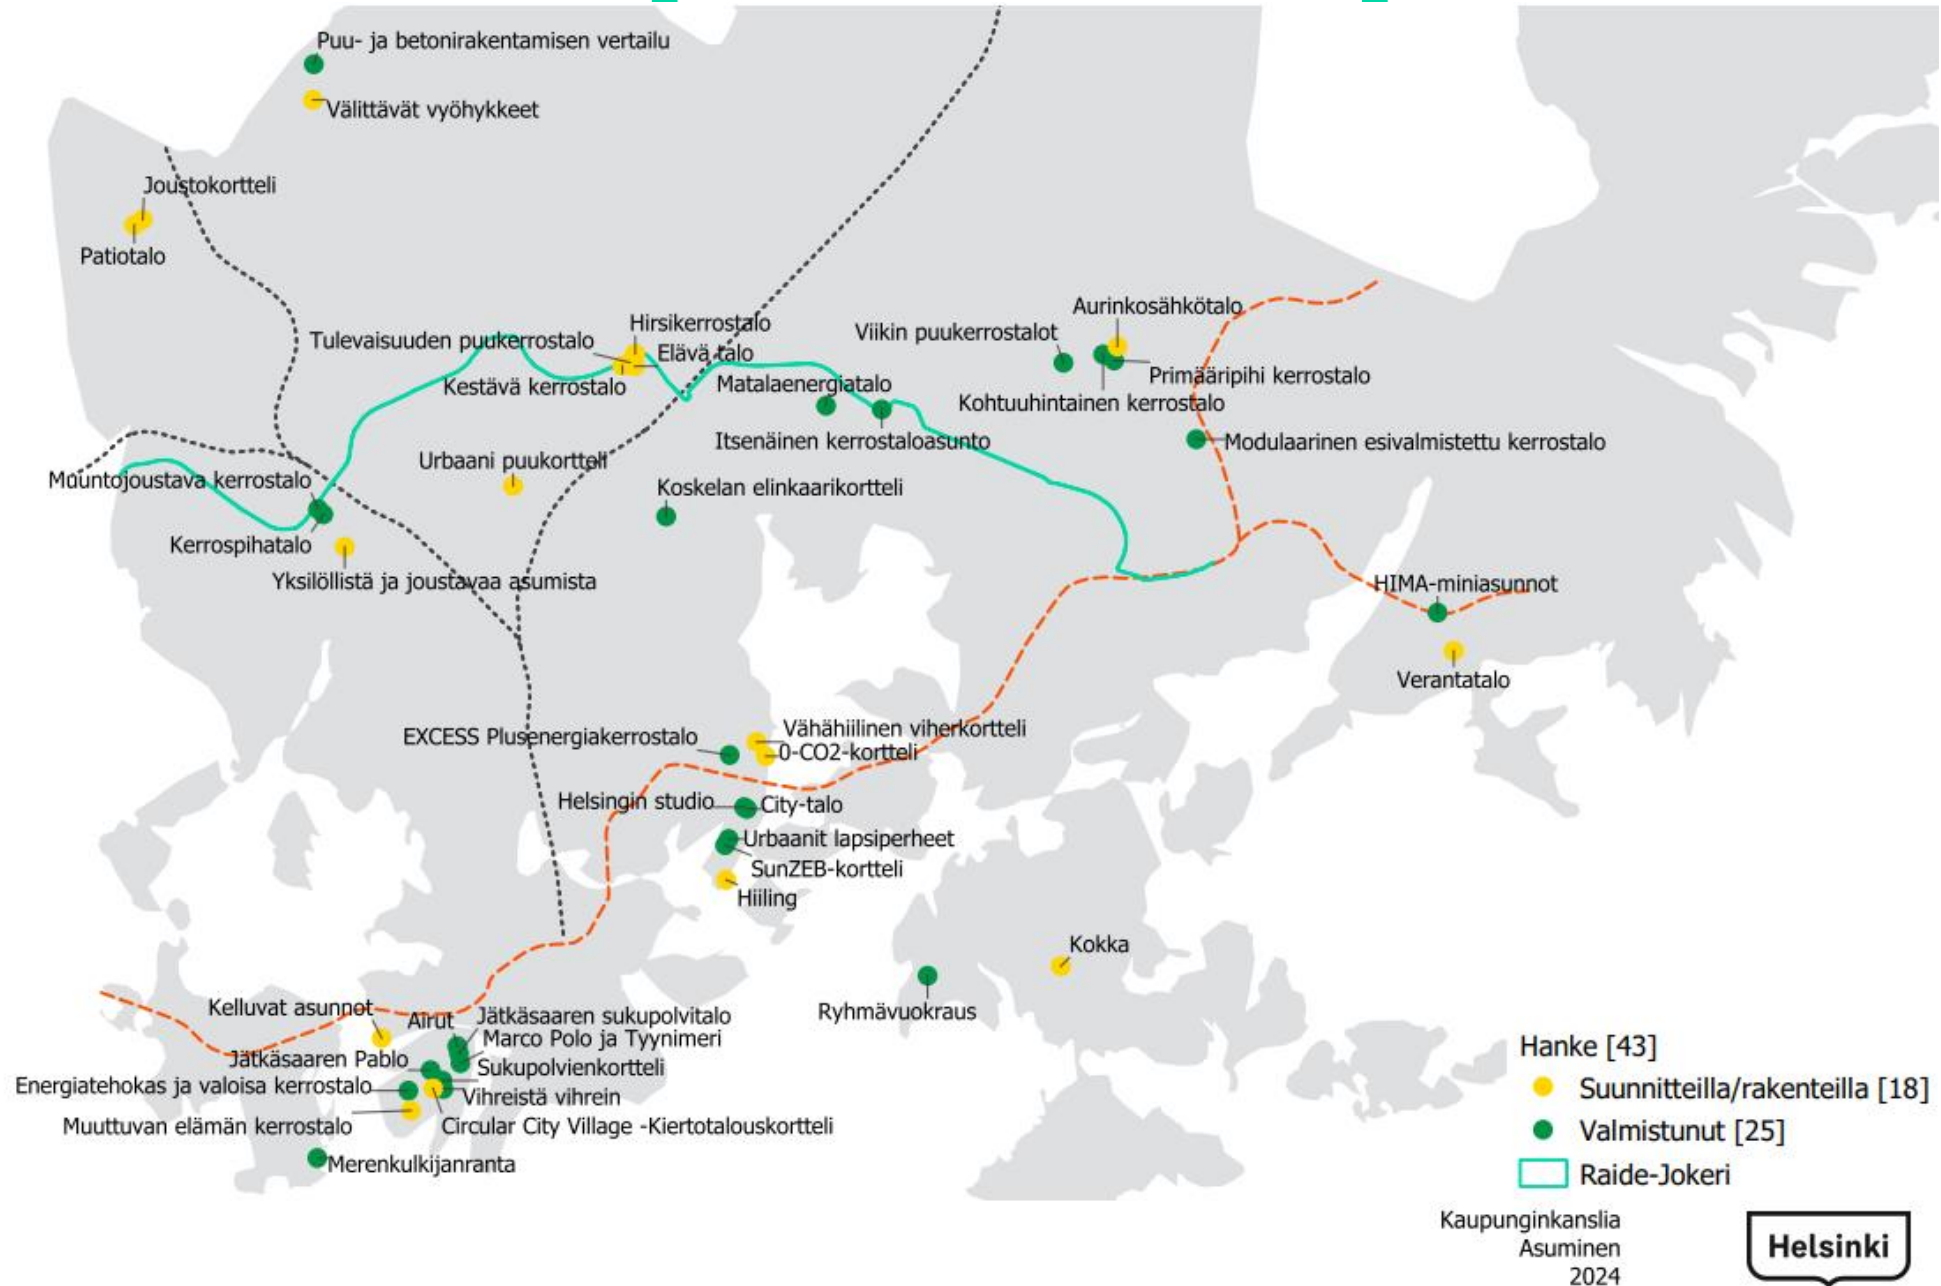 Puu- ja betonirakentamisen vertailu
Välittävät vyöhykkeet
Joustokortteli
Patiotalo
Aurinkosähkötalo
Hirsikerrostalo
Viikin puukerrostalot
Tulevaisuuden puukerrostalo
Elävä talo
Primääripihi kerrostalo
Kestävä kerrostalo
Matalaenergiatalo
Kohtuuhintainen kerrostalo
Itsenäinen kerrostaloasunto
Modulaarinen esivalmistettu kerrostalo
Urbaani puukortteli
Muuntojoustava kerrostalo
Koskelan elinkaarikortteli
Kerrospihatalo
Yksilöllistä ja joustavaa asumista
HIMA-miniasunnot
Verantatalo
Vähähiilinen viherkortteli
EXCESS Plusenergiakerrostalo
0-CO2-kortteli
Helsingin studio
City-talo
Urbaanit lapsiperheet
SunZEB-kortteli
Hiiling
Kokka
Ryhmävuokraus
Kelluvat asunnot
Airut
Jätkäsaaren sukupolvitalo
Marco Polo ja Tyynimeri
Jätkäsaaren Pablo
Sukupolvienkortteli
Energiatehokas ja valoisa kerrostalo
Vihreistä vihrein
Muuttuvan elämän kerrostalo
Circular City Village -Kiertotalouskortteli
Merenkulkijanranta
Hanke [43]
Suunnitteilla/rakenteilla [18]
Valmistunut [25]
Raide-Jokeri
Kaupunginkanslia
Asuminen
2024
Helsinki